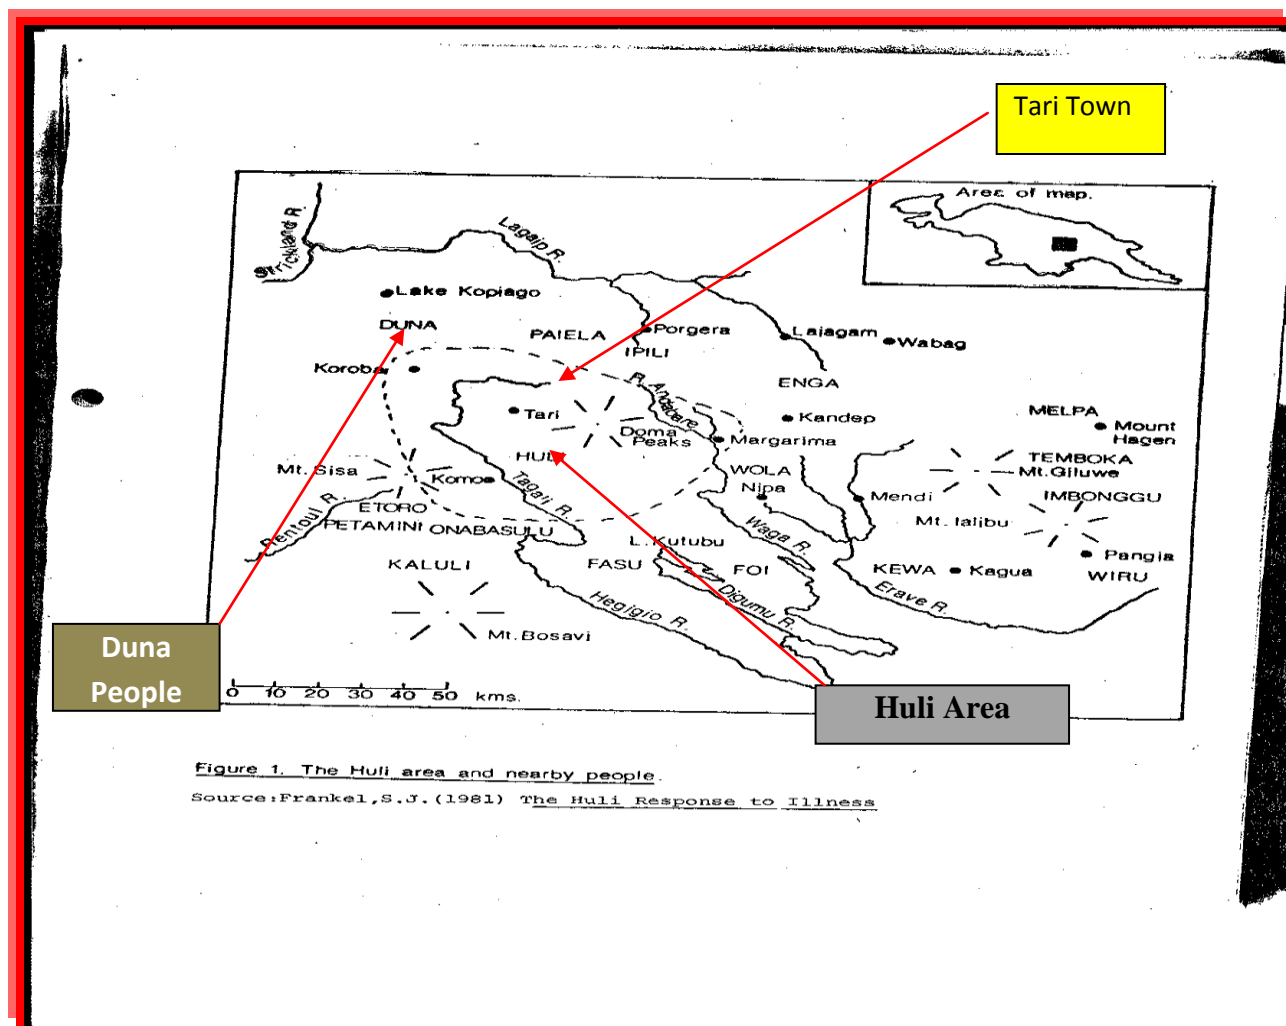 Tari Town
Area of map.
Strickland R.
Lagaip R.
Lake Kopiago
DUNA
PAIELA
Porgera
IPILI
Laiagam
Wabag
Koroba
ENGA
R. Andabare
Tari
Doma
Peaks
Kandep
Margarima
MELPA
Mount
Hagen
HULI
Mt. Sisa
Komo
Tagali R.
WOLA
Nipa
Mendi
TEMBOKA
Mt.Giluwe
IMBONGGU
Mt. Ialibu
Rentoul R.
ETORO
PETAMINI
ONABASULU
Waga R.
L. Kutubu
Pangia
WIRU
KALULI
FASU
FOI
KEWA
Kagua
Erave R.
Digumu R.
Hegigio R.
Mt. Bosavi
Duna
People
0 10 20 30 40 50 kms.
Huli Area
Figure 1. The Huli area and nearby people.
Source:Frankel,S.J.(1981) The Huli Response to Illness